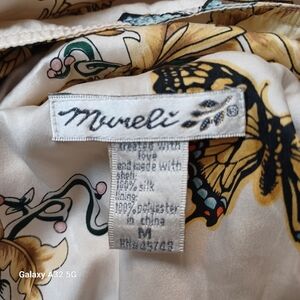 Mureli ®
created with
love
and made with
shell:
100% silk
lining:
100% polyester
in china
M
Galaxy A32 5G